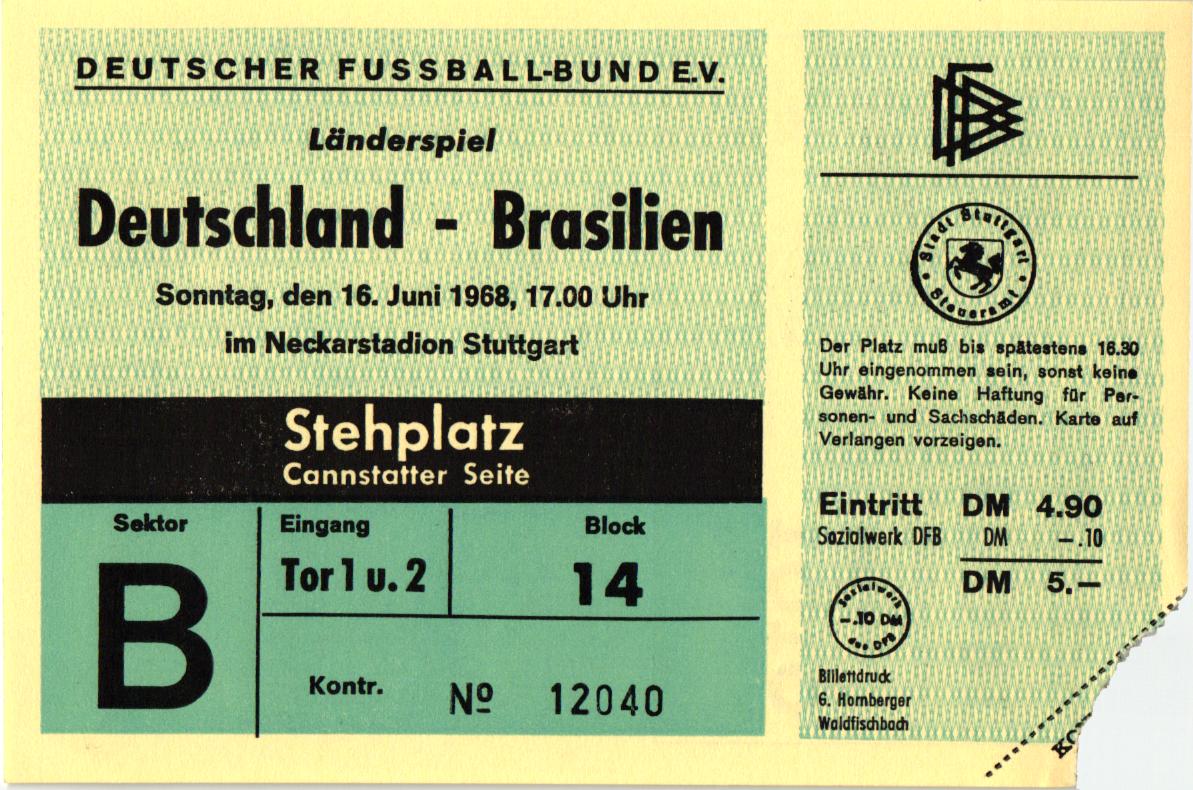 DEUTSCHER FUSSBALL-BUND E.V.
Länderspiel
Deutschland - Brasilien
Sonntag, den 16. Juni 1968, 17.00 Uhr
im Neckarstadion Stuttgart
Stehplatz
Cannstatter Seite
Sektor
B
Eingang
Tor 1 u. 2
Block
14
Kontr.
Nº 12040
Stadt Stuttgart
Steueramt
Der Platz muß bis spätestens 16.30
Uhr eingenommen sein, sonst keine
Gewähr. Keine Haftung für Per-
sonen- und Sachschäden. Karte auf
Verlangen vorzeigen.
Eintritt DM 4.90
Sozialwerk DFB DM —.10
DM 5.—
Sozialwerk
—.10 DM
des DFB
Billettdruck
G. Hornberger
Waldfischbach